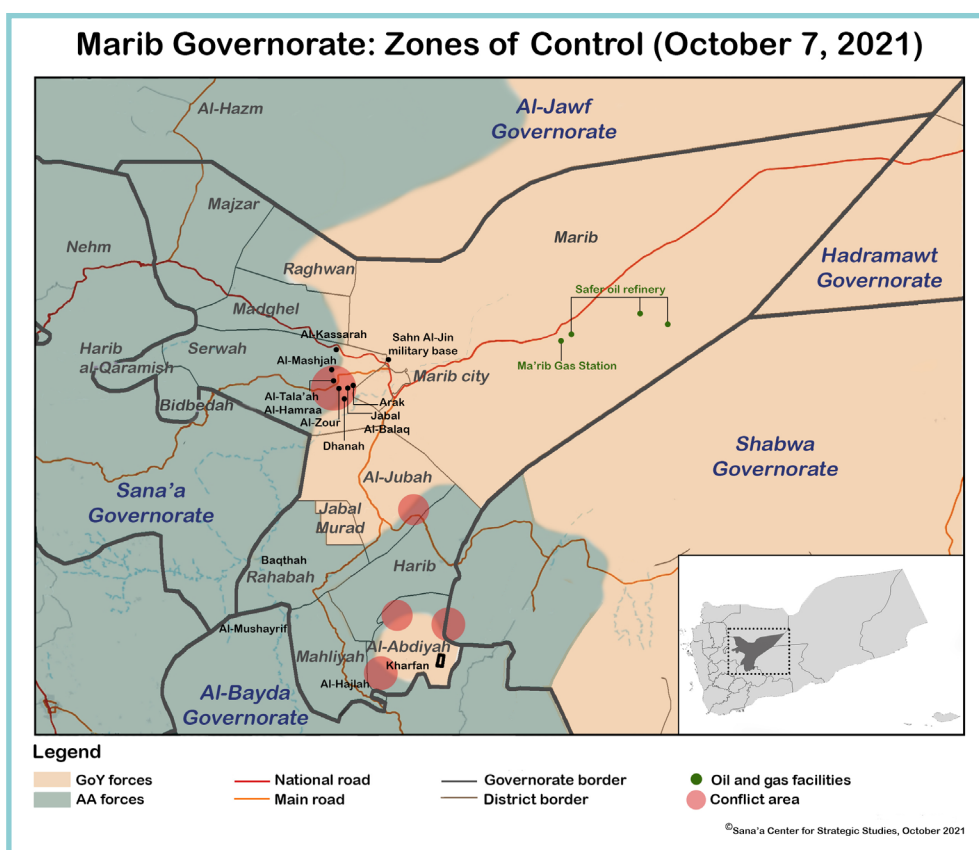 Marib Governorate: Zones of Control (October 7, 2021)
Al-Hazm
Al-Jawf
Governorate
Majzar
Nehm
Marib
Raghwan
Hadramawt
Governorate
Safer oil refinery
Madghel
Al-Kassarah
Sahn Al-Jin
military base
Harib
al-Qaramish
Serwah
Al-Mashjah
Ma'rib Gas Station
Marib city
Bidbedah
Al-Tala'ah
Al-Hamraa
Al-Zour
Arak
Jabal
Al-Balaq
Dhanah
Shabwa
Governorate
Al-Jubah
Sana'a
Governorate
Jabal
Murad
Baqthah
Rahabah
Harib
Al-Mushayrif
Mahliyah
Al-Abdiyah
Kharfan
Al-Hajlah
Al-Bayda
Governorate
Legend
GoY forces
AA forces
National road
Main road
Governorate border
District border
Oil and gas facilities
Conflict area
©Sana'a Center for Strategic Studies, October 2021